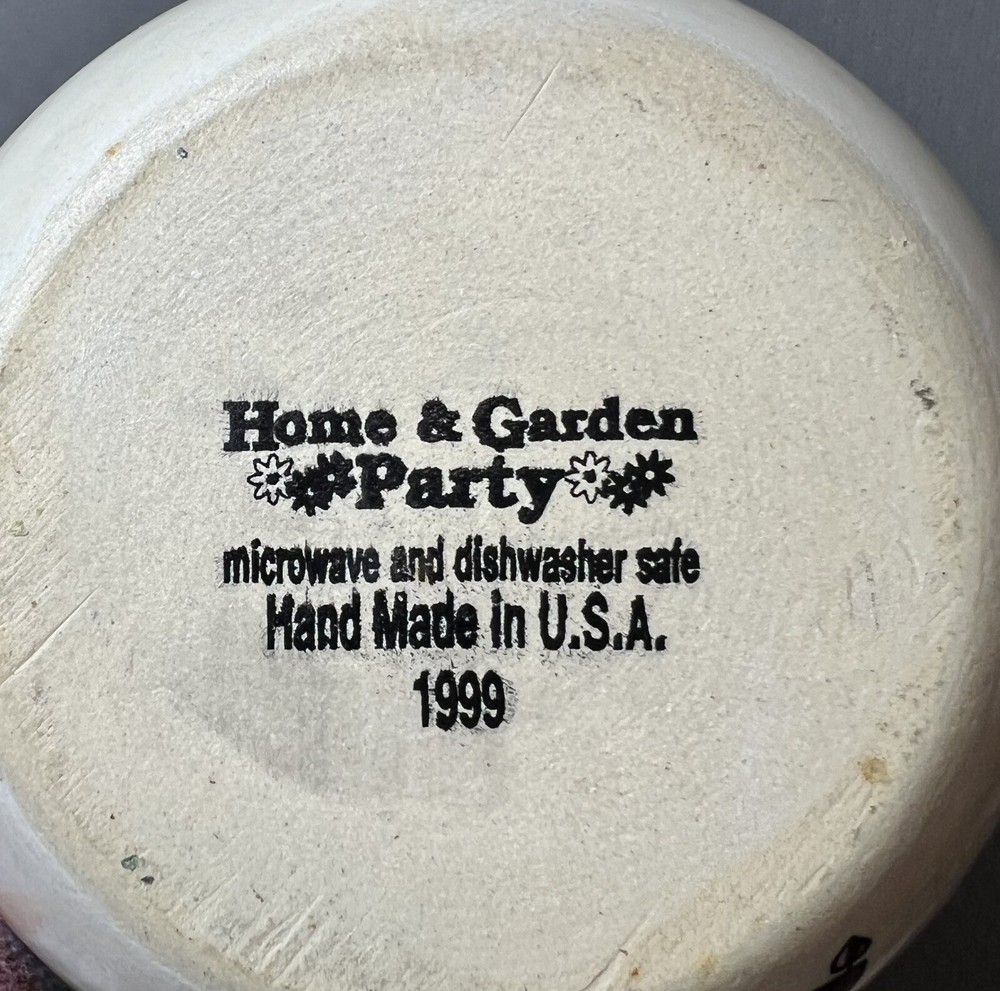 Home & Garden
Party
microwave and dishwasher safe
Hand Made in U.S.A.
1999